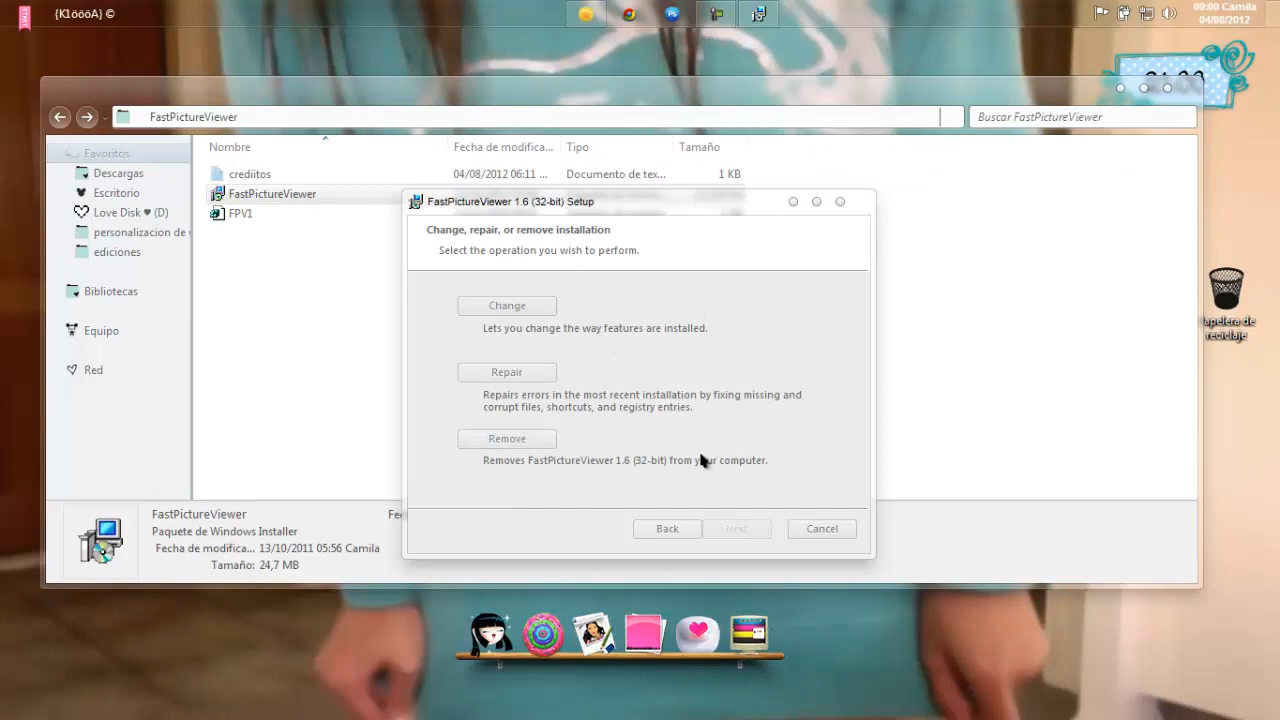 {K1öööA} ©
09:00 Camila
04/08/2012
FastPictureViewer
Buscar FastPictureViewer
Favoritos
Descargas
Escritorio
Love Disk ♥ (D)
personalizacion de
ediciones
Bibliotecas
Equipo
Red
Nombre
Fecha de modifica...
Tipo
Tamaño
crediitos
04/08/2012 06:11 ...
Documento de tex...
1 KB
FastPictureViewer
FPV1
FastPictureViewer 1.6 (32-bit) Setup
Change, repair, or remove installation
Select the operation you wish to perform.
Change
Lets you change the way features are installed.
Repair
Repairs errors in the most recent installation by fixing missing and
corrupt files, shortcuts, and registry entries.
Remove
Removes FastPictureViewer 1.6 (32-bit) from your computer.
Back
Next
Cancel
FastPictureViewer
Paquete de Windows Installer
Fecha de modifica... 13/10/2011 05:56 Camila
Tamaño: 24,7 MB
Papelera de
reciclaje